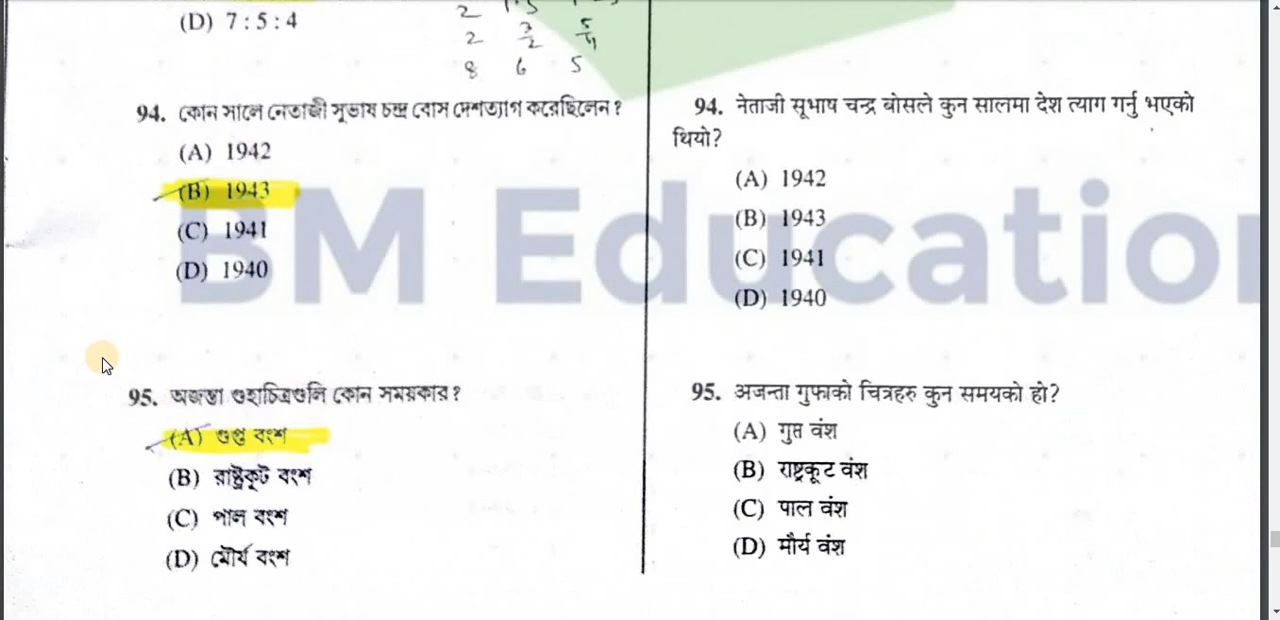 (D) 7 : 5 : 4
2
2 3/2 5/4
8 6 5
94. কোন সালে নেতাজী সুভাষ চন্দ্র বোস দেশত্যাগ করেছিলেন ?
(A) 1942
(B) 1943
(C) 1941
(D) 1940
95. অজন্তা গুহাচিত্রগুলি কোন সময়কার ?
(A) গুপ্ত বংশ
(B) রাষ্ট্রকূট বংশ
(C) পাল বংশ
(D) মৌর্য বংশ
94. नेताजी सूभाष चन्द्र बोसले कुन सालमा देश त्याग गर्नु भएको
थियो?
(A) 1942
(B) 1943
(C) 1941
(D) 1940
95. अजन्ता गुफाको चित्रहरु कुन समयको हो?
(A) गुप्त वंश
(B) राष्ट्रकूट वंश
(C) पाल वंश
(D) मौर्य वंश
BM Education